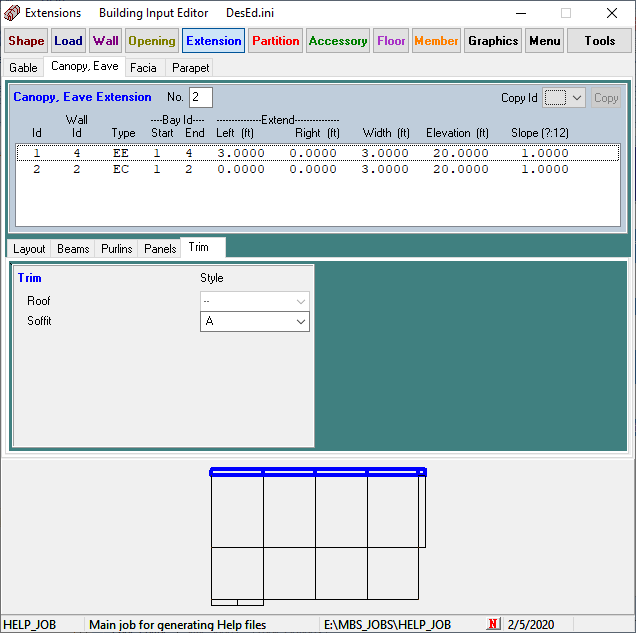 Extensions Building Input Editor DesEd.ini
Shape Load Wall Opening Extension Partition Accessory Floor Member Graphics Menu Tools
Gable Canopy, Eave Facia Parapet
Canopy, Eave Extension No. 2 Copy Id Copy
Wall ----Bay Id---- --------------Extend--------------
Id Id Type Start End Left (ft) Right (ft) Width (ft) Elevation (ft) Slope (?:12)
1 4 EE 1 4 3.0000 0.0000 3.0000 20.0000 1.0000
2 2 EC 1 2 0.0000 0.0000 3.0000 20.0000 1.0000
Layout Beams Purlins Panels Trim
Trim Style
Roof --
Soffit A
HELP_JOB Main job for generating Help files E:\MBS_JOBS\HELP_JOB N 2/5/2020